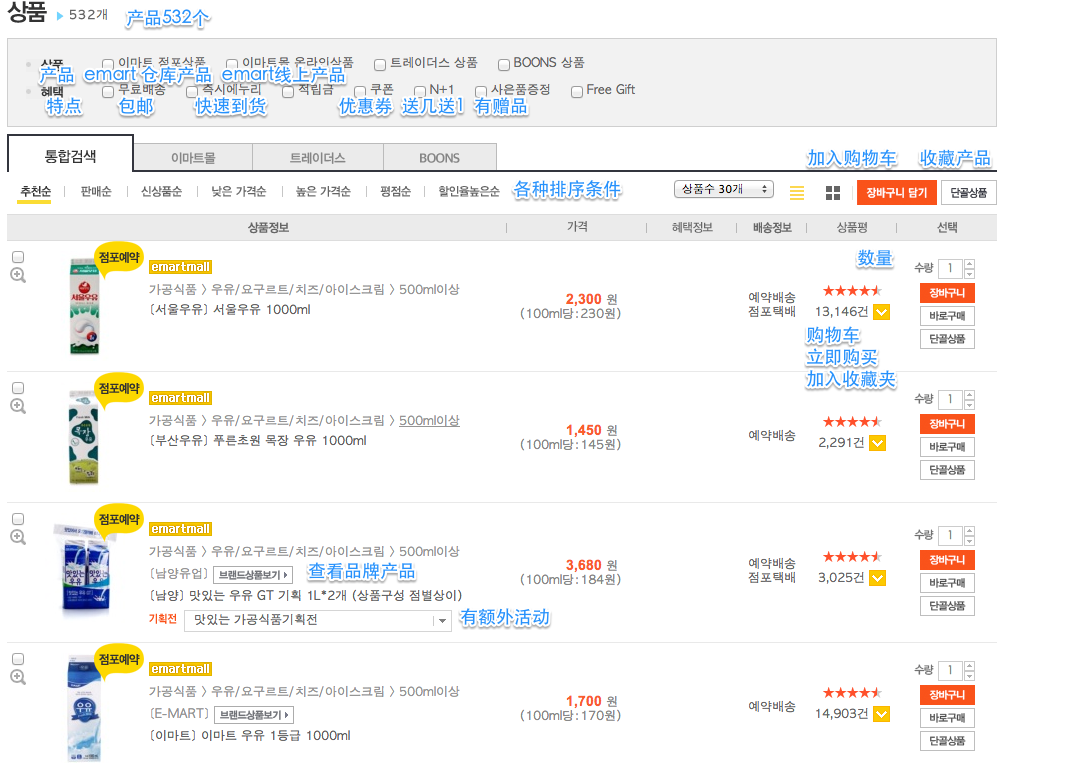 상품 532개 产品532个
상품 이마트 점포상품 이마트몰 온라인상품 트레이더스 상품 BOONS 상품
产品 emart 仓库产品 emart线上产品
혜택 무료배송 즉시에누리 적립금 쿠폰 N+1 사은품증정 Free Gift
特点 包邮 快速到货 优惠券 送几送1 有赠品
통합검색 이마트몰 트레이더스 BOONS
加入购物车 收藏产品
추천순 판매순 신상품순 낮은 가격순 높은 가격순 평점순 할인율높은순 各种排序条件 상품수 30개 장바구니 담기 단골상품
상품정보 가격 혜택정보 배송정보 상품평 선택
점포예약
emartmall
数量
수량 1
가공식품 > 우유/요구르트/치즈/아이스크림 > 500ml이상
[서울우유] 서울우유 1000ml
서울우유
2,300 원
(100ml당:230원)
예약배송
점포택배
13,146건
장바구니
바로구매
단골상품
购物车
立即购买
加入收藏夹
점포예약
emartmall
가공식품 > 우유/요구르트/치즈/아이스크림 > 500ml이상
[부산우유] 푸른초원 목장 우유 1000ml
목장
1,450 원
(100ml당:145원)
예약배송
2,291건
수량 1
장바구니
바로구매
단골상품
점포예약
emartmall
가공식품 > 우유/요구르트/치즈/아이스크림 > 500ml이상
[남양유업] 브랜드상품보기 查看品牌产品
[남양] 맛있는 우유 GT 기획 1L*2개 (상품구성 점별상이)
기획전 맛있는 가공식품기획전 有额外活动
맛있는
우유
3,680 원
(100ml당:184원)
예약배송
점포택배
3,025건
수량 1
장바구니
바로구매
단골상품
점포예약
emartmall
가공식품 > 우유/요구르트/치즈/아이스크림 > 500ml이상
[E-MART] 브랜드상품보기
[이마트] 이마트 우유 1등급 1000ml
우유
1,700 원
(100ml당:170원)
예약배송
14,903건
수량 1
장바구니
바로구매
단골상품